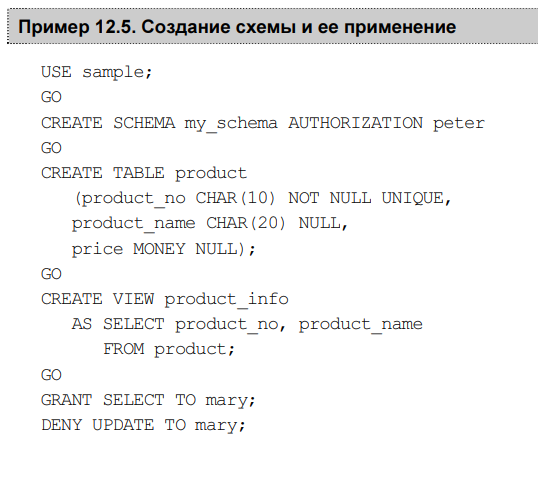 Пример 12.5. Создание схемы и ее применение
USE sample;
GO
CREATE SCHEMA my_schema AUTHORIZATION peter
GO
CREATE TABLE product
(product_no CHAR(10) NOT NULL UNIQUE,
product_name CHAR(20) NULL,
price MONEY NULL);
GO
CREATE VIEW product_info
AS SELECT product_no, product_name
FROM product;
GO
GRANT SELECT TO mary;
DENY UPDATE TO mary;